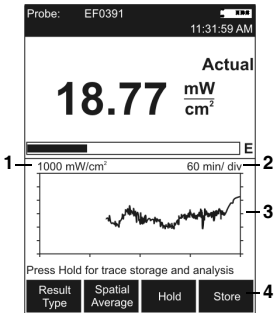 Probe: EF0391
11:31:59 AM
Actual
18.77 mW/cm²
E
1 1000 mW/cm² 60 min/ div 2
3
Press Hold for trace storage and analysis
Result Type Spatial Average Hold Store 4